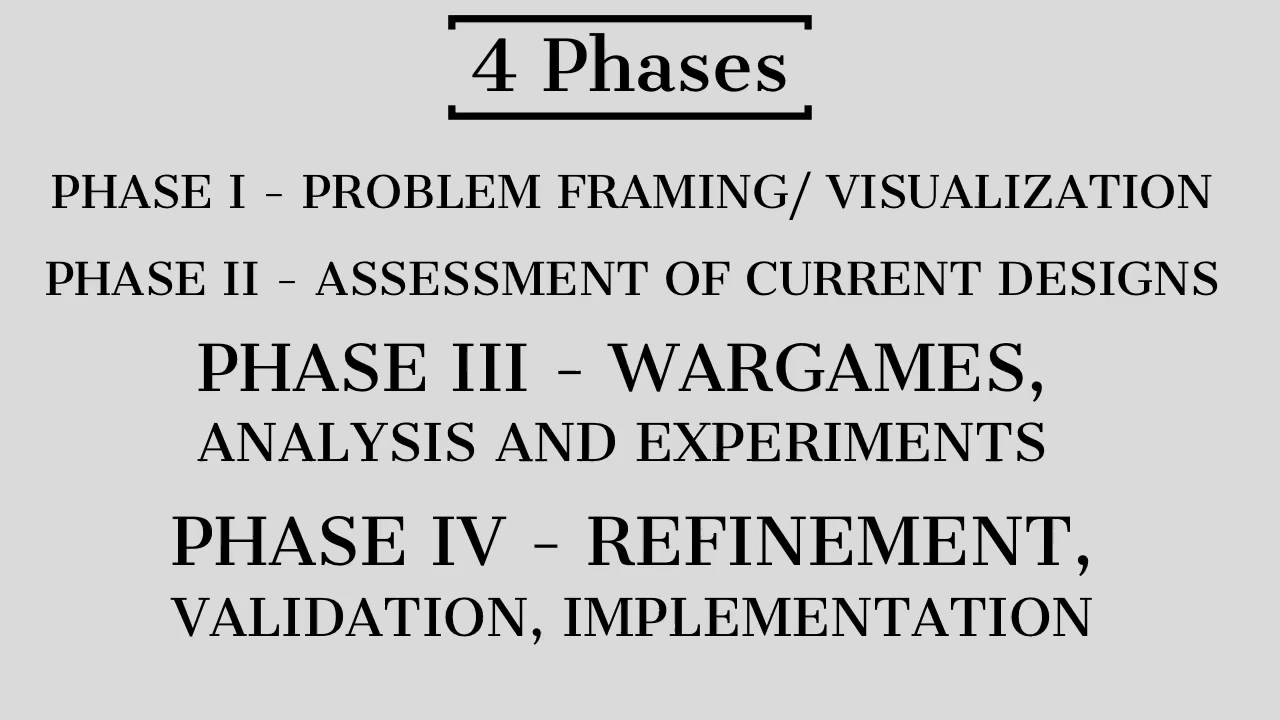 4 Phases
PHASE I - PROBLEM FRAMING/ VISUALIZATION
PHASE II - ASSESSMENT OF CURRENT DESIGNS
PHASE III - WARGAMES,
ANALYSIS AND EXPERIMENTS
PHASE IV - REFINEMENT,
VALIDATION, IMPLEMENTATION